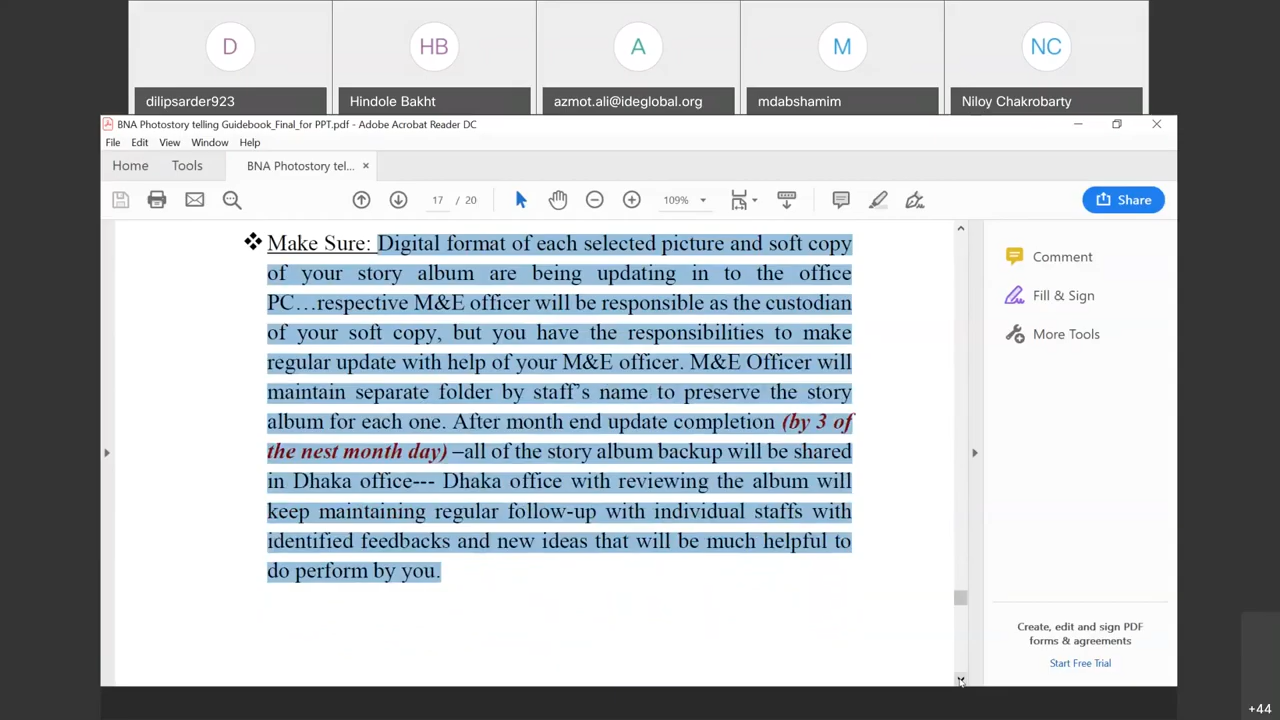 D
HB
A
M
NC
dilipsarder923
Hindole Bakht
azmot.ali@ideglobal.org
mdabshamim
Niloy Chakrobarty
BNA Photostory telling Guidebook_Final_for PPT.pdf - Adobe Acrobat Reader DC
File Edit View Window Help
Home Tools BNA Photostory tel... ×
17 / 20 109% Share
❖ Make Sure: Digital format of each selected picture and soft copy
of your story album are being updating in to the office
PC…respective M&E officer will be responsible as the custodian
of your soft copy, but you have the responsibilities to make
regular update with help of your M&E officer. M&E Officer will
maintain separate folder by staff's name to preserve the story
album for each one. After month end update completion (by 3 of
the nest month day) –all of the story album backup will be shared
in Dhaka office--- Dhaka office with reviewing the album will
keep maintaining regular follow-up with individual staffs with
identified feedbacks and new ideas that will be much helpful to
do perform by you.
Comment
Fill & Sign
More Tools
Create, edit and sign PDF
forms & agreements
Start Free Trial
+44